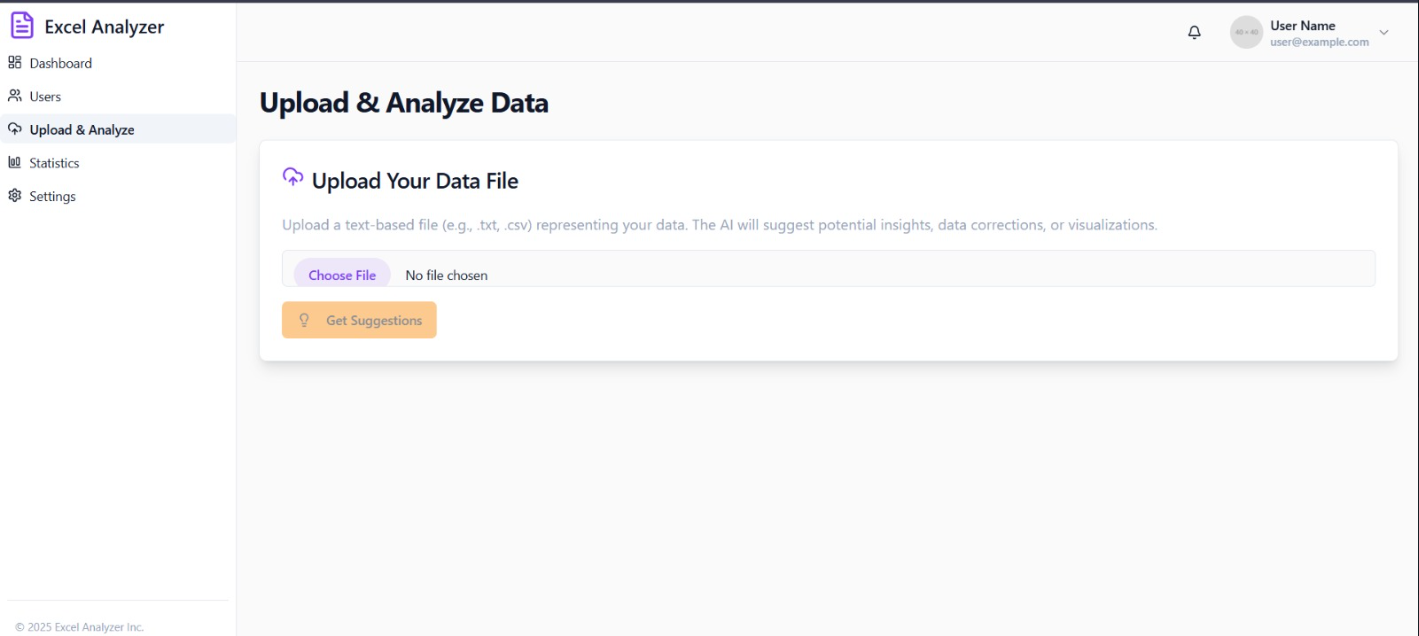 Excel Analyzer
Dashboard
Users
Upload & Analyze
Statistics
Settings
© 2025 Excel Analyzer Inc.
40 × 40
User Name
user@example.com
Upload & Analyze Data
Upload Your Data File
Upload a text-based file (e.g., .txt, .csv) representing your data. The AI will suggest potential insights, data corrections, or visualizations.
Choose File No file chosen
Get Suggestions